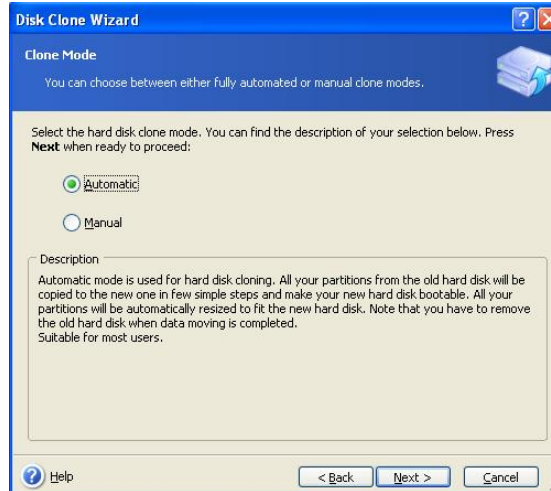 Disk Clone Wizard
?
Clone Mode
You can choose between either fully automated or manual clone modes.
Select the hard disk clone mode. You can find the description of your selection below. Press
Next when ready to proceed:
Automatic
Manual
Description
Automatic mode is used for hard disk cloning. All your partitions from the old hard disk will be
copied to the new one in few simple steps and make your new hard disk bootable. All your
partitions will be automatically resized to fit the new hard disk. Note that you have to remove
the old hard disk when data moving is completed.
Suitable for most users.
? Help
< Back
Next >
Cancel